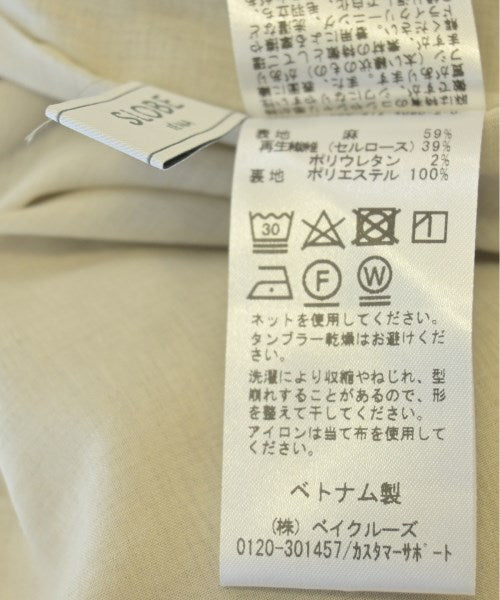 SLOBE
IÉNA
表地 麻 59%
再生繊維(セルロース)39%
ポリウレタン 2%
裏地 ポリエステル 100%
30
F W
ネットを使用してください。
タンブラー乾燥はお避けくだ
さい。
洗濯により収縮やねじれ、型
崩れすることがあるので、形
を整えて干してください。
アイロンは当て布を使用して
ください。
ベトナム製
(株) ベイクルーズ
0120-301457/カスタマーサポート